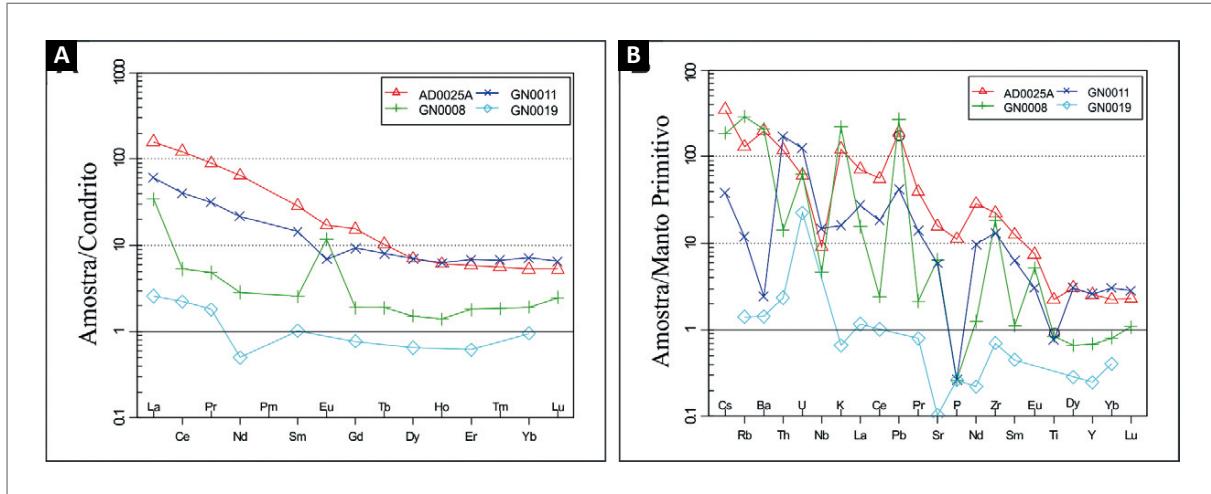 A
Amostra/Condrito
1000
100
10
1
0.1
AD0025A GN0011
GN0008 GN0019
La Pr Pm Eu Tb Ho Tm Lu
Ce Nd Sm Gd Dy Er Yb
B
Amostra/Manto Primitivo
100
100
10
1
0.1
AD0025A GN0011
GN0008 GN0019
Cs Ba U K Ce Pr P Zr Eu Dy Yb
Rb Th Nb La Pb Sr Nd Sm Ti Y Lu